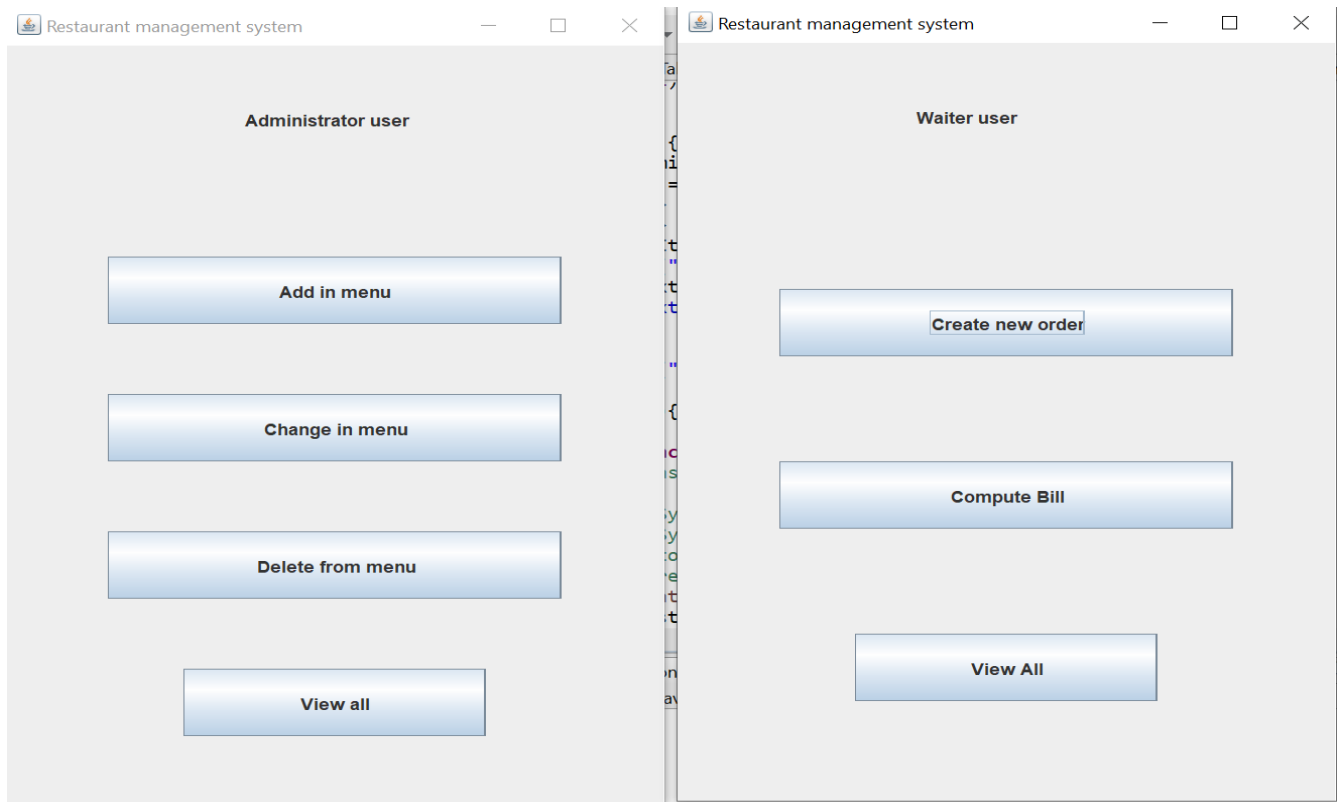 Restaurant management system
Administrator user
Add in menu
Change in menu
Delete from menu
View all
Restaurant management system
Waiter user
Create new order
Compute Bill
View All